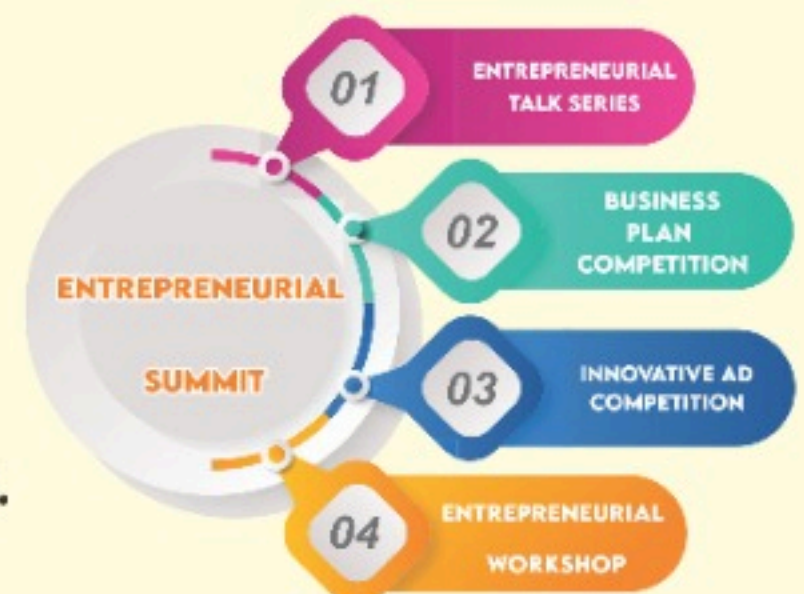 01
ENTREPRENEURIAL
TALK SERIES
02
BUSINESS
PLAN
COMPETITION
ENTREPRENEURIAL
SUMMIT
03
INNOVATIVE AD
COMPETITION
04
ENTREPRENEURIAL
WORKSHOP
.